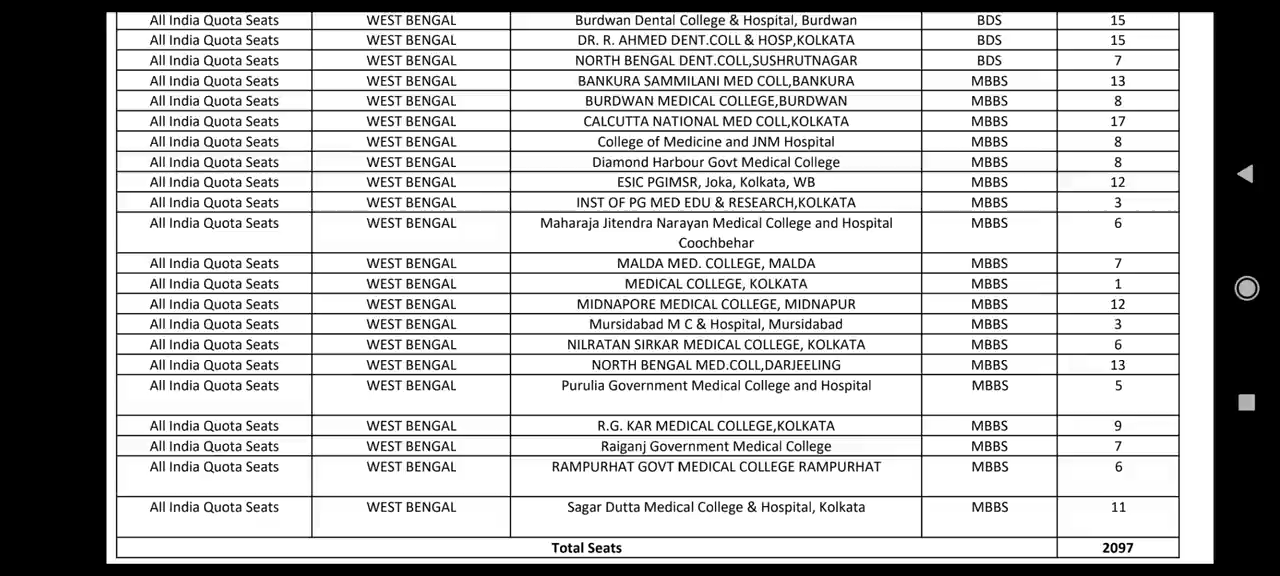 All India Quota Seats WEST BENGAL Burdwan Dental College & Hospital, Burdwan BDS 15
All India Quota Seats WEST BENGAL DR. R. AHMED DENT.COLL & HOSP,KOLKATA BDS 15
All India Quota Seats WEST BENGAL NORTH BENGAL DENT.COLL,SUSHRUTNAGAR BDS 7
All India Quota Seats WEST BENGAL BANKURA SAMMILANI MED COLL,BANKURA MBBS 13
All India Quota Seats WEST BENGAL BURDWAN MEDICAL COLLEGE,BURDWAN MBBS 8
All India Quota Seats WEST BENGAL CALCUTTA NATIONAL MED COLL,KOLKATA MBBS 17
All India Quota Seats WEST BENGAL College of Medicine and JNM Hospital MBBS 8
All India Quota Seats WEST BENGAL Diamond Harbour Govt Medical College MBBS 8
All India Quota Seats WEST BENGAL ESIC PGIMSR, Joka, Kolkata, WB MBBS 12
All India Quota Seats WEST BENGAL INST OF PG MED EDU & RESEARCH,KOLKATA MBBS 3
All India Quota Seats WEST BENGAL Maharaja Jitendra Narayan Medical College and Hospital MBBS 6
Coochbehar
All India Quota Seats WEST BENGAL MALDA MED. COLLEGE, MALDA MBBS 7
All India Quota Seats WEST BENGAL MEDICAL COLLEGE, KOLKATA MBBS 1
All India Quota Seats WEST BENGAL MIDNAPORE MEDICAL COLLEGE, MIDNAPUR MBBS 12
All India Quota Seats WEST BENGAL Mursidabad M C & Hospital, Mursidabad MBBS 3
All India Quota Seats WEST BENGAL NILRATAN SIRKAR MEDICAL COLLEGE, KOLKATA MBBS 6
All India Quota Seats WEST BENGAL NORTH BENGAL MED.COLL,DARJEELING MBBS 13
All India Quota Seats WEST BENGAL Purulia Government Medical College and Hospital MBBS 5
All India Quota Seats WEST BENGAL R.G. KAR MEDICAL COLLEGE,KOLKATA MBBS 9
All India Quota Seats WEST BENGAL Raiganj Government Medical College MBBS 7
All India Quota Seats WEST BENGAL RAMPURHAT GOVT MEDICAL COLLEGE RAMPURHAT MBBS 6
All India Quota Seats WEST BENGAL Sagar Dutta Medical College & Hospital, Kolkata MBBS 11
Total Seats 2097